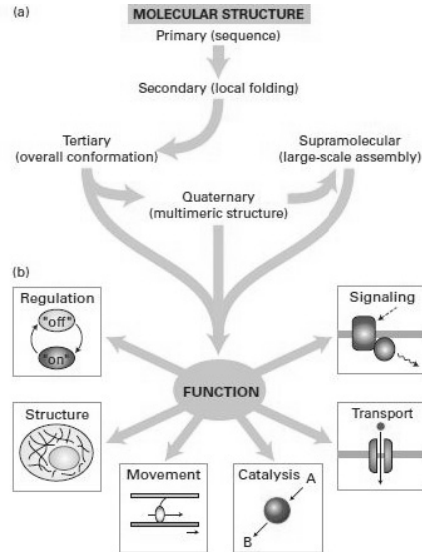 (a)
MOLECULAR STRUCTURE
Primary (sequence)
Secondary (local folding)
Tertiary
(overall conformation)
Supramolecular
(large-scale assembly)
Quaternary
(multimeric structure)
(b)
Regulation
"off"
"on"
Signaling
FUNCTION
Structure
Transport
Movement
Catalysis
A
B